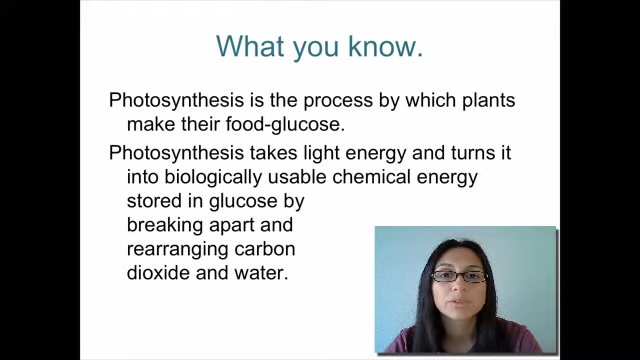 What you know.
Photosynthesis is the process by which plants
make their food-glucose.
Photosynthesis takes light energy and turns it
into biologically usable chemical energy
stored in glucose by
breaking apart and
rearranging carbon
dioxide and water.